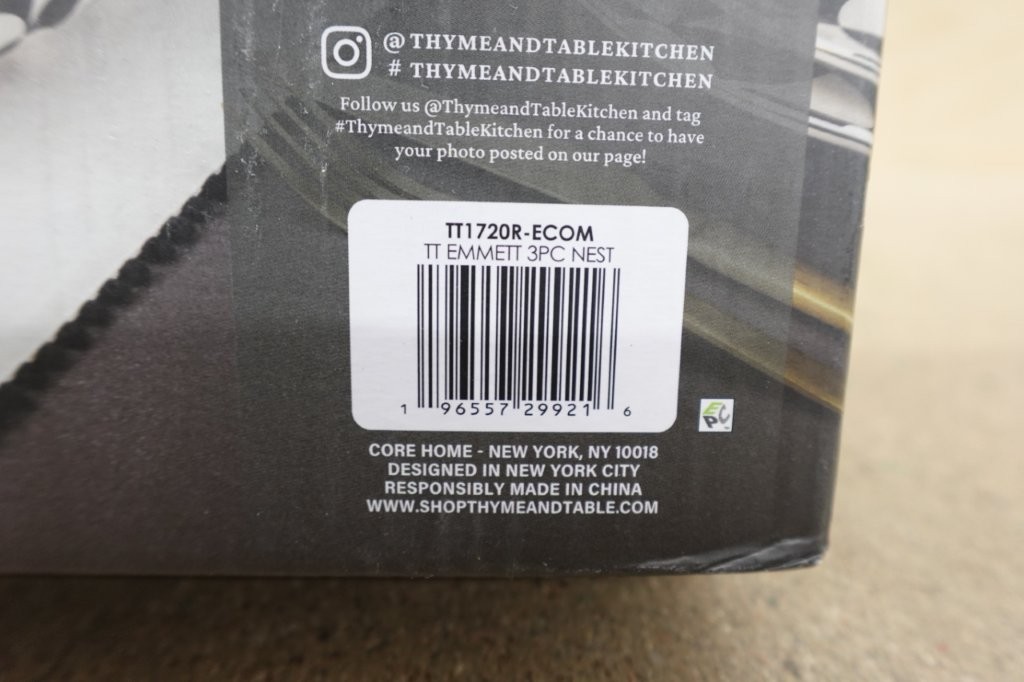 @ THYMEANDTABLEKITCHEN
# THYMEANDTABLEKITCHEN
Follow us @ThymeandTableKitchen and tag
#ThymeandTableKitchen for a chance to have
your photo posted on our page!
TT1720R-ECOM
TT EMMETT 3PC NEST
1 96557 29921 6
EPC
CORE HOME - NEW YORK, NY 10018
DESIGNED IN NEW YORK CITY
RESPONSIBLY MADE IN CHINA
WWW.SHOPTHYMEANDTABLE.COM